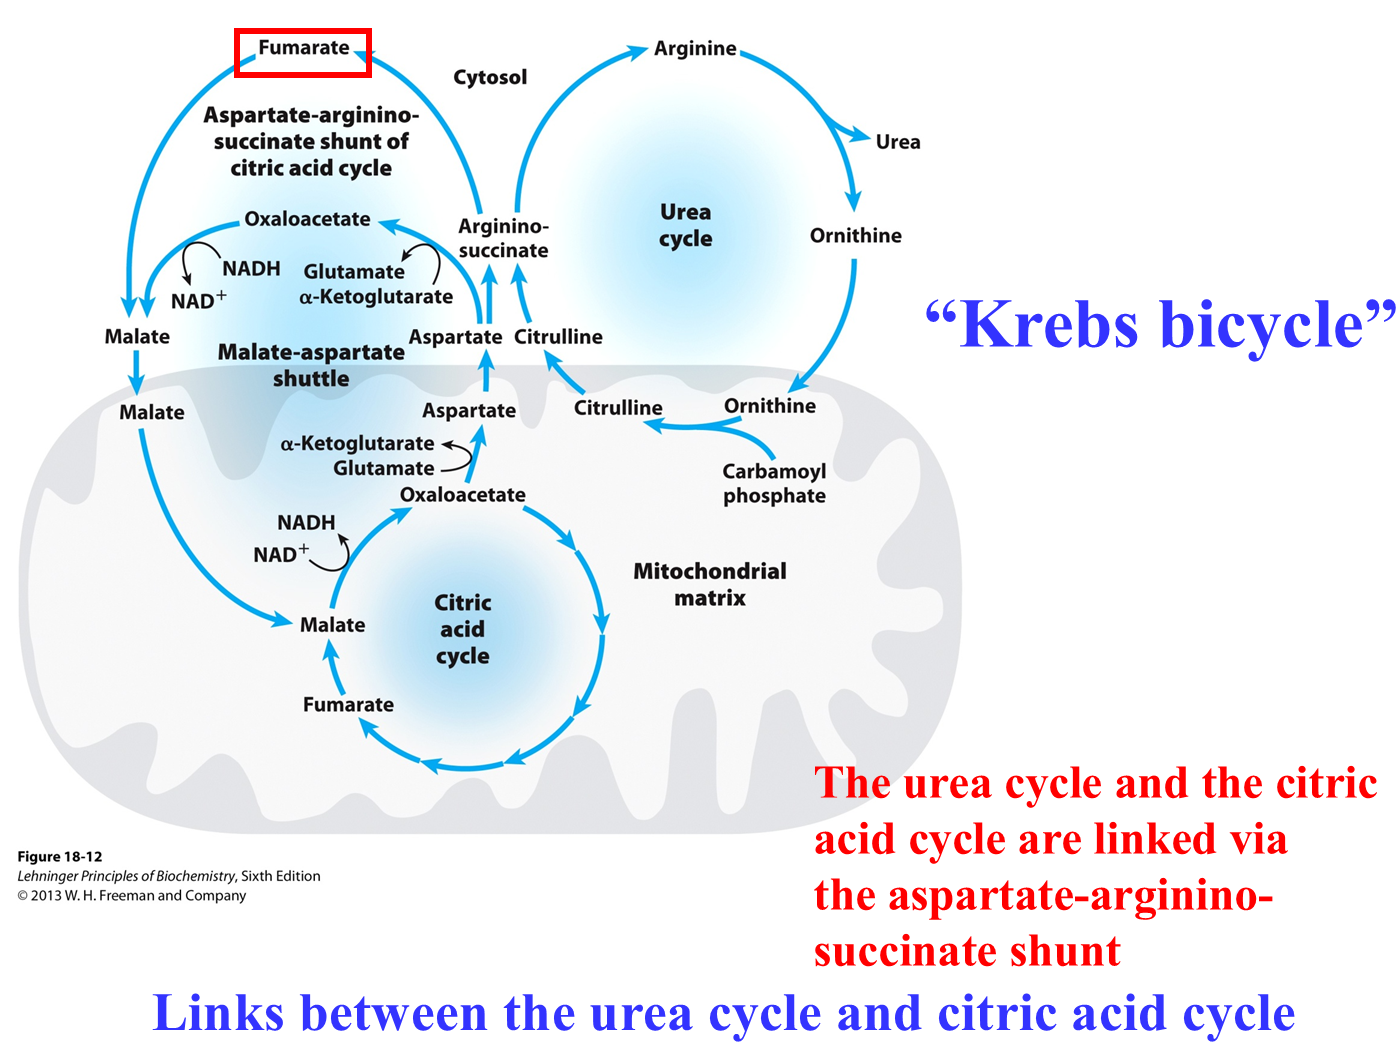 Fumarate
Cytosol
Arginine
Aspartate-arginino-
succinate shunt of
citric acid cycle
Urea
Oxaloacetate
Arginino-
succinate
Urea
cycle
Ornithine
NADH
NAD+
Glutamate
α-Ketoglutarate
Malate
Aspartate
Citrulline
“Krebs bicycle”
Malate-aspartate
shuttle
Malate
Aspartate
Citrulline
Ornithine
α-Ketoglutarate
Glutamate
Carbamoyl
phosphate
Oxaloacetate
NADH
NAD+
Mitochondrial
matrix
Citric
acid
cycle
Malate
Fumarate
The urea cycle and the citric
acid cycle are linked via
the aspartate-arginino-
succinate shunt
Figure 18-12
Lehninger Principles of Biochemistry, Sixth Edition
© 2013 W. H. Freeman and Company
Links between the urea cycle and citric acid cycle